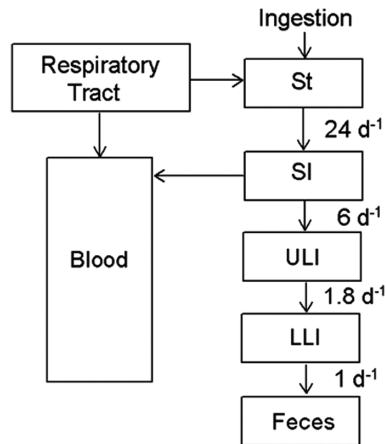 Ingestion
Respiratory
Tract
St
24 d⁻¹
SI
6 d⁻¹
Blood
ULI
1.8 d⁻¹
LLI
1 d⁻¹
Feces